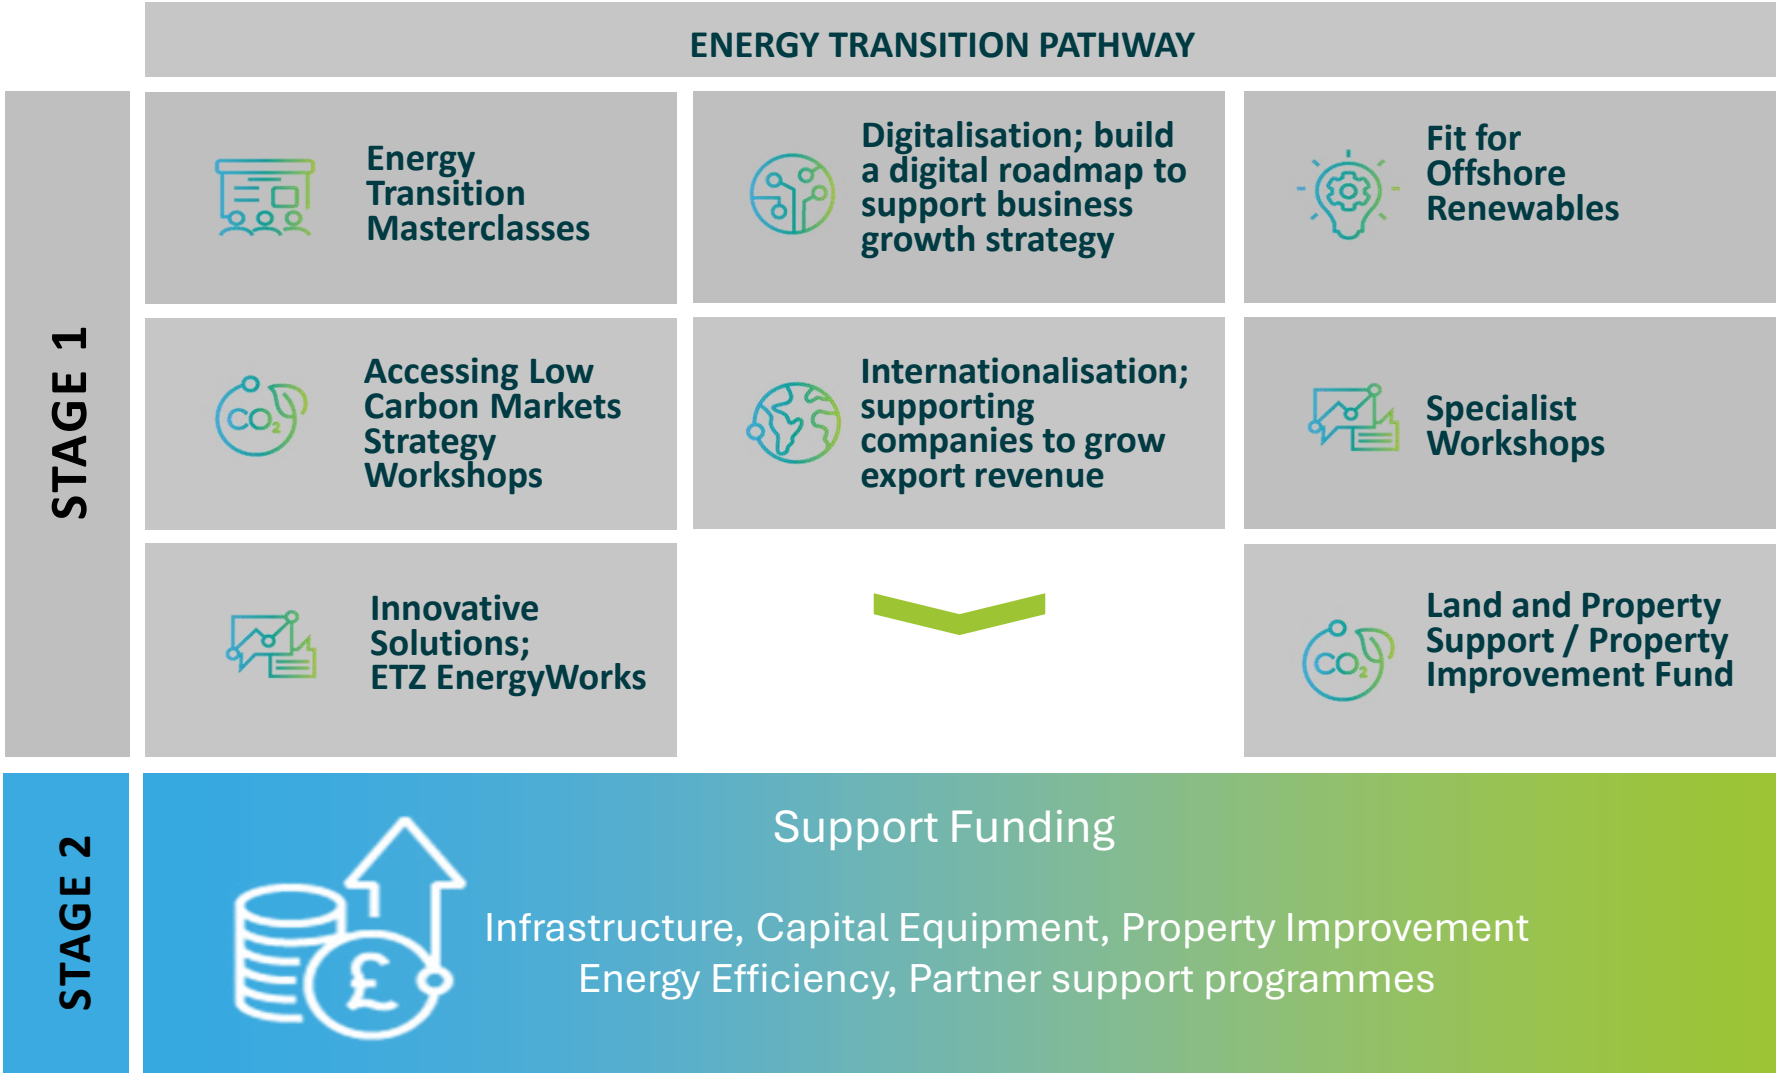 ENERGY TRANSITION PATHWAY
STAGE 1
Energy
Transition
Masterclasses
Digitalisation; build
a digital roadmap to
support business
growth strategy
Fit for
Offshore
Renewables
CO2
Accessing Low
Carbon Markets
Strategy
Workshops
Internationalisation;
supporting
companies to grow
export revenue
Specialist
Workshops
Innovative
Solutions;
ETZ EnergyWorks
CO2
Land and Property
Support / Property
Improvement Fund
STAGE 2
£
Support Funding
Infrastructure, Capital Equipment, Property Improvement
Energy Efficiency, Partner support programmes